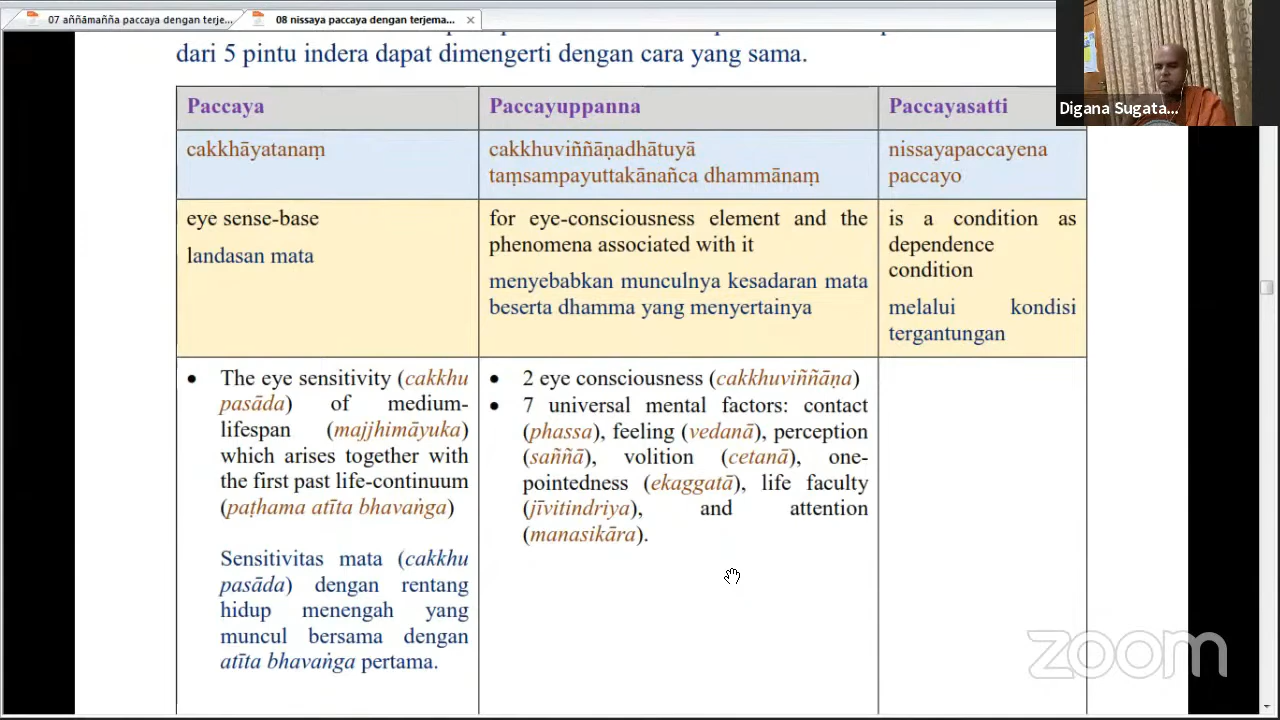 07 aññāmañña paccaya dengan terje...
08 nissaya paccaya dengan terjema...
dari 5 pintu indera dapat dimengerti dengan cara yang sama.
Digana Sugata...
Paccaya
Paccayuppanna
Paccayasatti
cakkhāyatanaṃ
cakkhuviññāṇadhātuyā
taṃsampayuttakānañca dhammānaṃ
nissayapaccayena
paccayo
eye sense-base
landasan mata
for eye-consciousness element and the
phenomena associated with it
menyebabkan munculnya kesadaran mata
beserta dhamma yang menyertainya
is a condition as
dependence
condition
melalui kondisi
tergantungan
• The eye sensitivity (cakkhu
pasāda) of medium-
lifespan (majjhimāyuka)
which arises together with
the first past life-continuum
(paṭhama atīta bhavaṅga)
Sensitivitas mata (cakkhu
pasāda) dengan rentang
hidup menengah yang
muncul bersama dengan
atīta bhavaṅga pertama.
• 2 eye consciousness (cakkhuviññāṇa)
• 7 universal mental factors: contact
(phassa), feeling (vedanā), perception
(saññā), volition (cetanā), one-
pointedness (ekaggatā), life faculty
(jīvitindriya), and attention
(manasikāra).
zoom